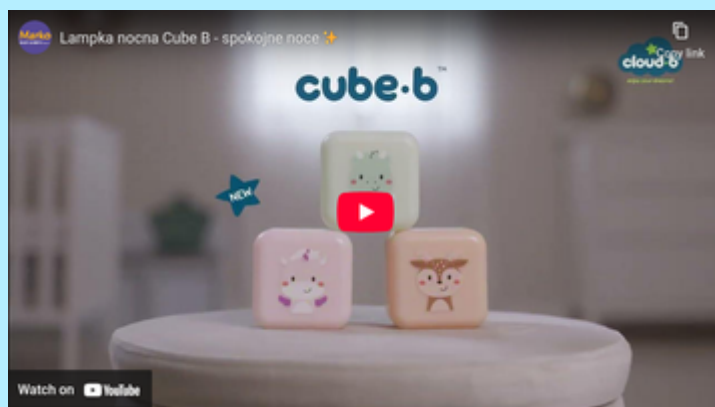 Marko
Lampka nocna Cube B - spokojne noce ✨
Copy link
cloud b
cube·b™
NEW
Watch on YouTube